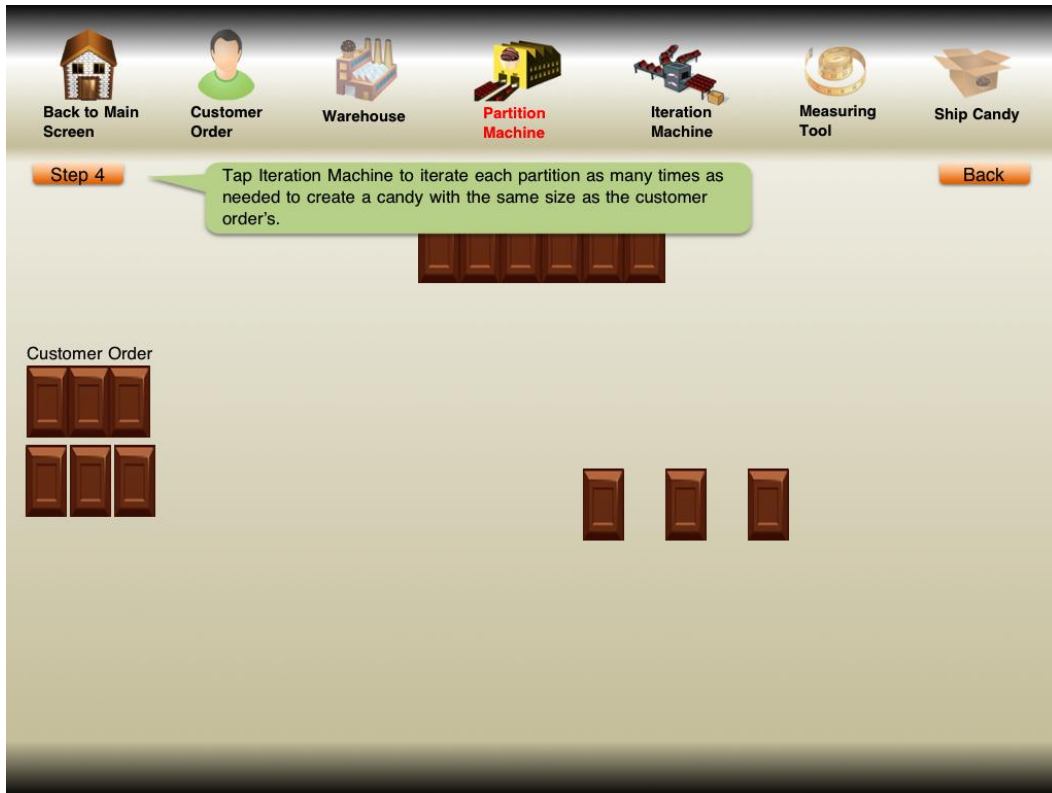 Back to Main
Screen
Customer
Order
Warehouse
Partition
Machine
Iteration
Machine
Measuring
Tool
Ship Candy
Step 4
Tap Iteration Machine to iterate each partition as many times as
needed to create a candy with the same size as the customer
order's.
Back
Customer Order